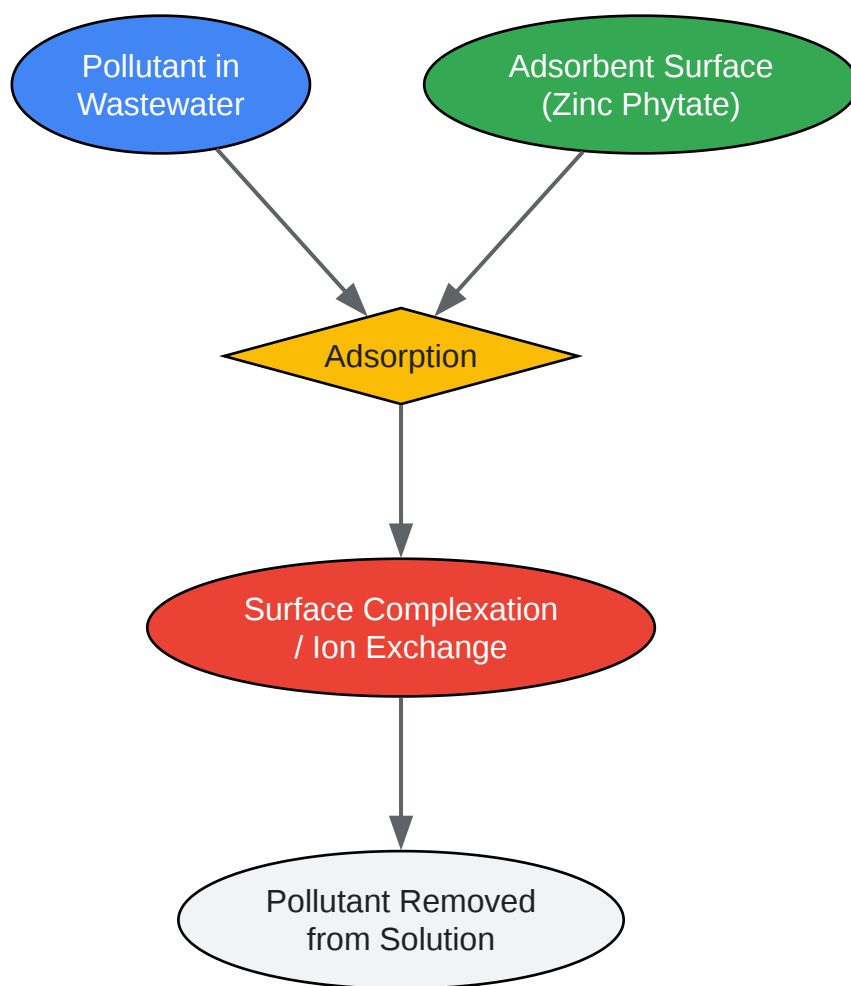 Pollutant in
Wastewater
Adsorbent Surface
(Zinc Phytate)
Adsorption
Surface Complexation
/ Ion Exchange
Pollutant Removed
from Solution